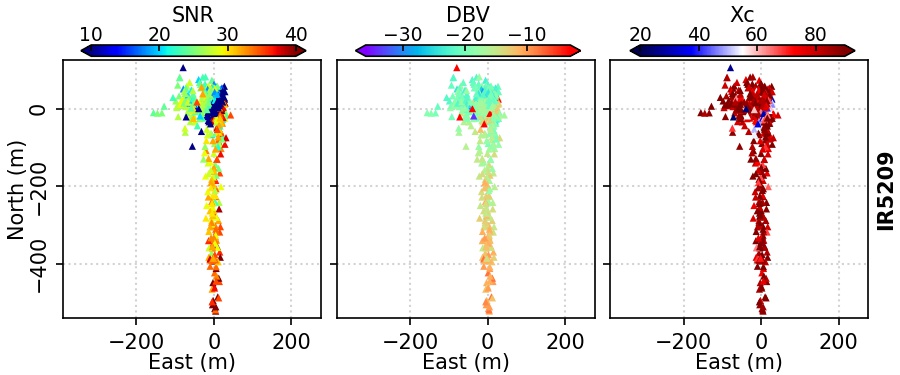 SNR DBV Xc
10 20 30 40 −30 −20 −10 20 40 60 80
0
−200
−400
North (m)
IR5209
−200 0 200 −200 0 200 −200 0 200
East (m) East (m) East (m)